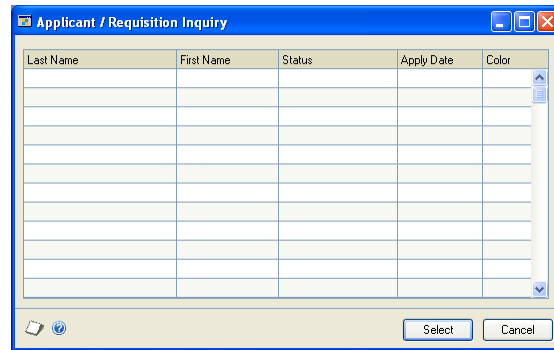 Applicant / Requisition Inquiry
Last Name First Name Status Apply Date Color
Select Cancel